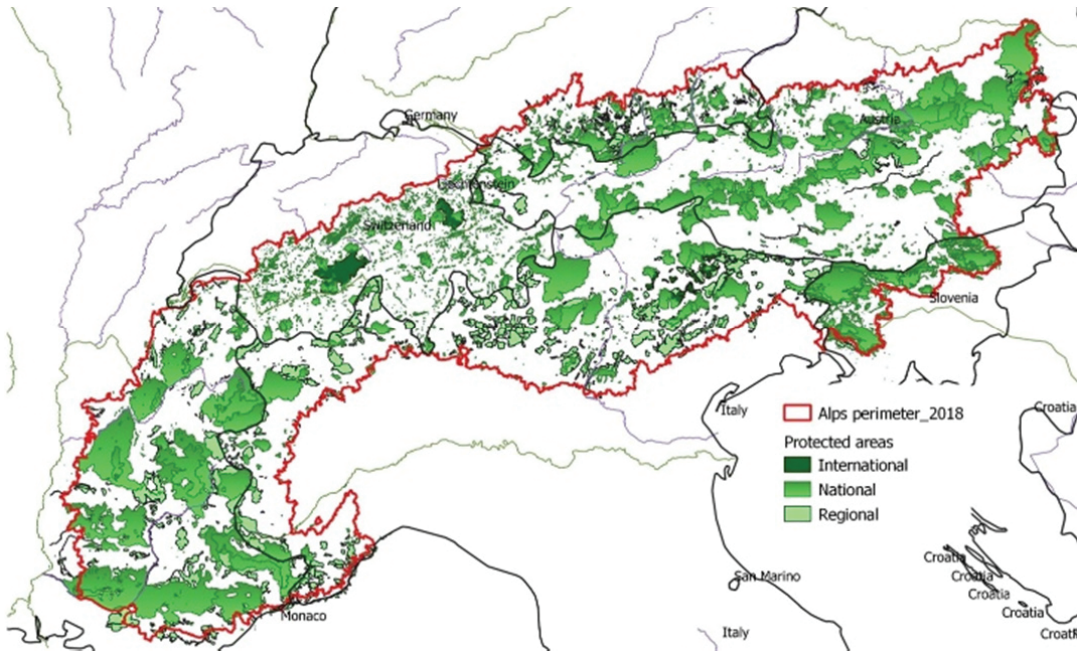 Germany
Austria
Liechtenstein
Switzerland
Slovenia
Italy
Croatia
Alps perimeter_2018
Protected areas
International
National
Regional
Croatia
San Marino
Croatia
Croatia
Croatia
Monaco
Italy